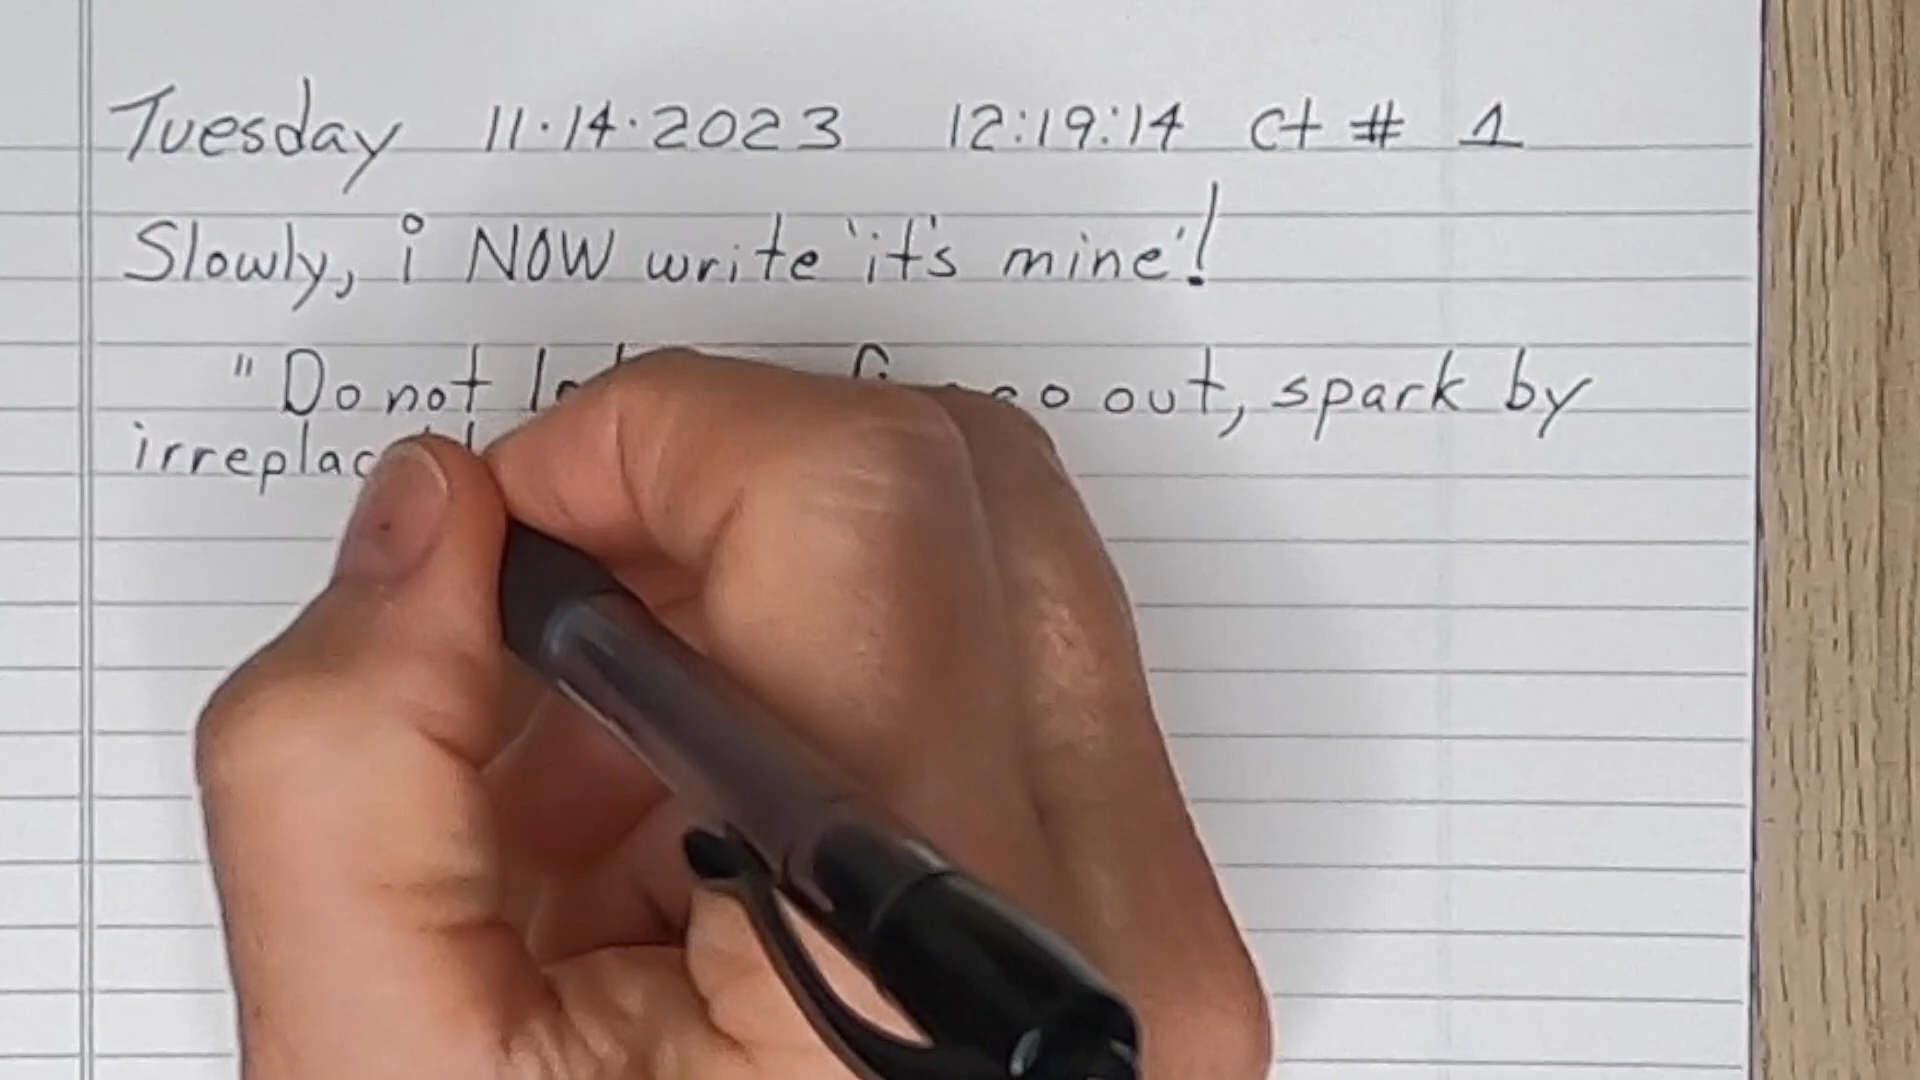 Tuesday 11·14·2023 12:19:14 ct # 1
Slowly, i NOW write 'it's mine'!
"Do not out, spark by